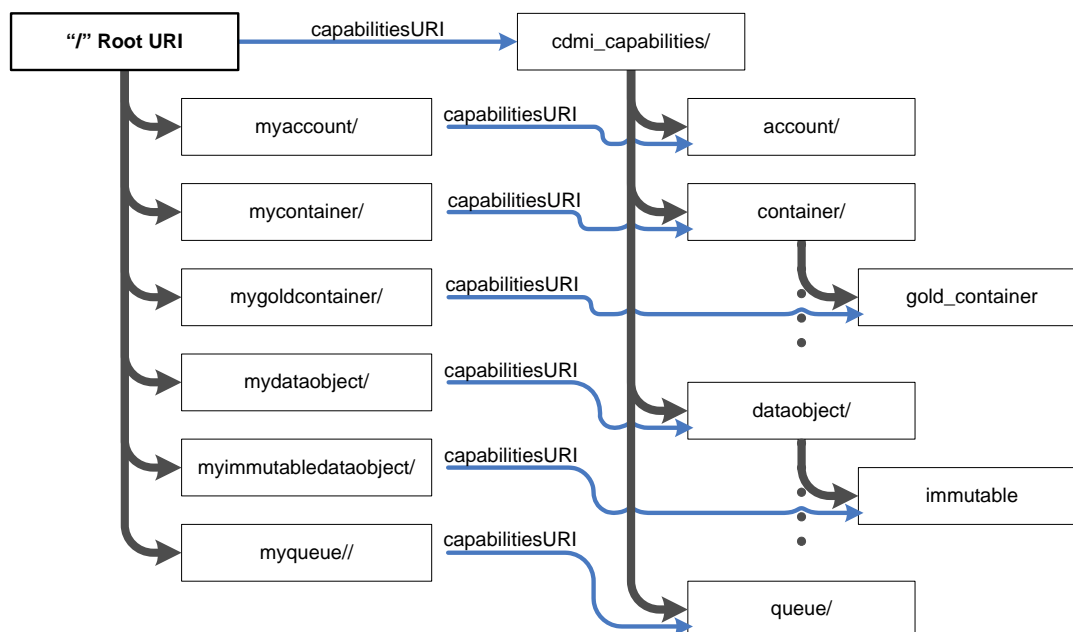 “/” Root URI
capabilitiesURI
cdmi_capabilities/
myaccount/
capabilitiesURI
account/
mycontainer/
capabilitiesURI
container/
mygoldcontainer/
capabilitiesURI
gold_container
mydataobject/
capabilitiesURI
dataobject/
myimmutabledataobject/
capabilitiesURI
immutable
myqueue//
capabilitiesURI
queue/